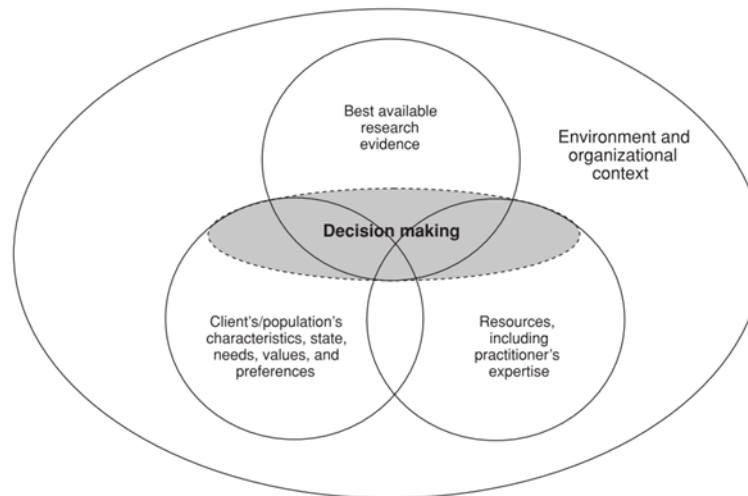 Best available
research
evidence
Environment and
organizational
context
Decision making
Client's/population's
characteristics, state,
needs, values, and
preferences
Resources,
including
practitioner's
expertise